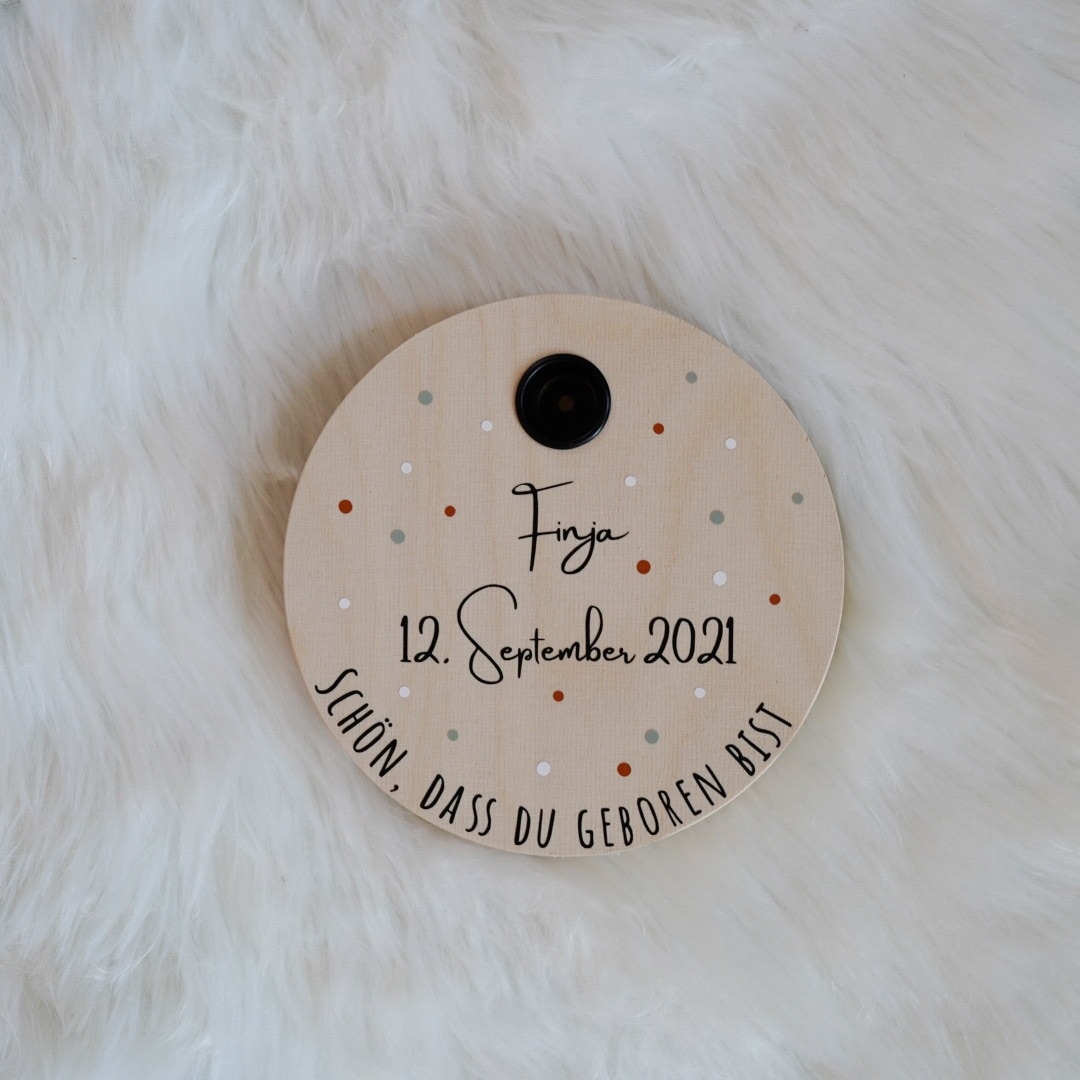 Finja
12. September 2021
SCHÖN, DASS DU GEBOREN BIST